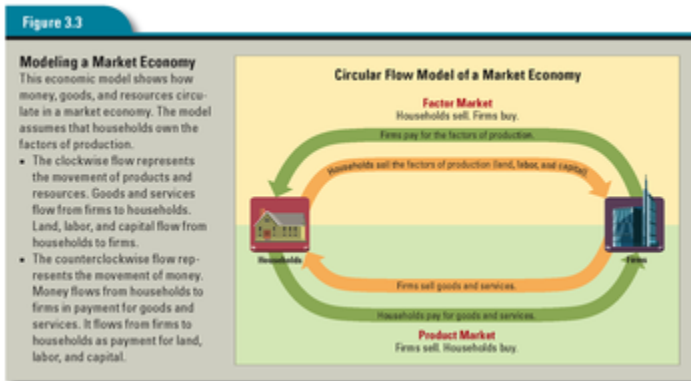 Figure 3.3
Modeling a Market Economy
This economic model shows how
money, goods, and resources circu-
late in a market economy. The model
assumes that households own the
factors of production.
• The clockwise flow represents
the movement of products and
resources. Goods and services
flow from firms to households.
Land, labor, and capital flow from
households to firms.
• The counterclockwise flow rep-
resents the movement of money.
Money flows from households to
firms in payment for goods and
services. It flows from firms to
households as payment for land,
labor, and capital.
Circular Flow Model of a Market Economy
Factor Market
Households sell. Firms buy.
Firms pay for the factors of production.
Households sell the factors of production (land, labor, and capital)
Households
Firms
Firms sell goods and services.
Households pay for goods and services.
Product Market
Firms sell. Households buy.